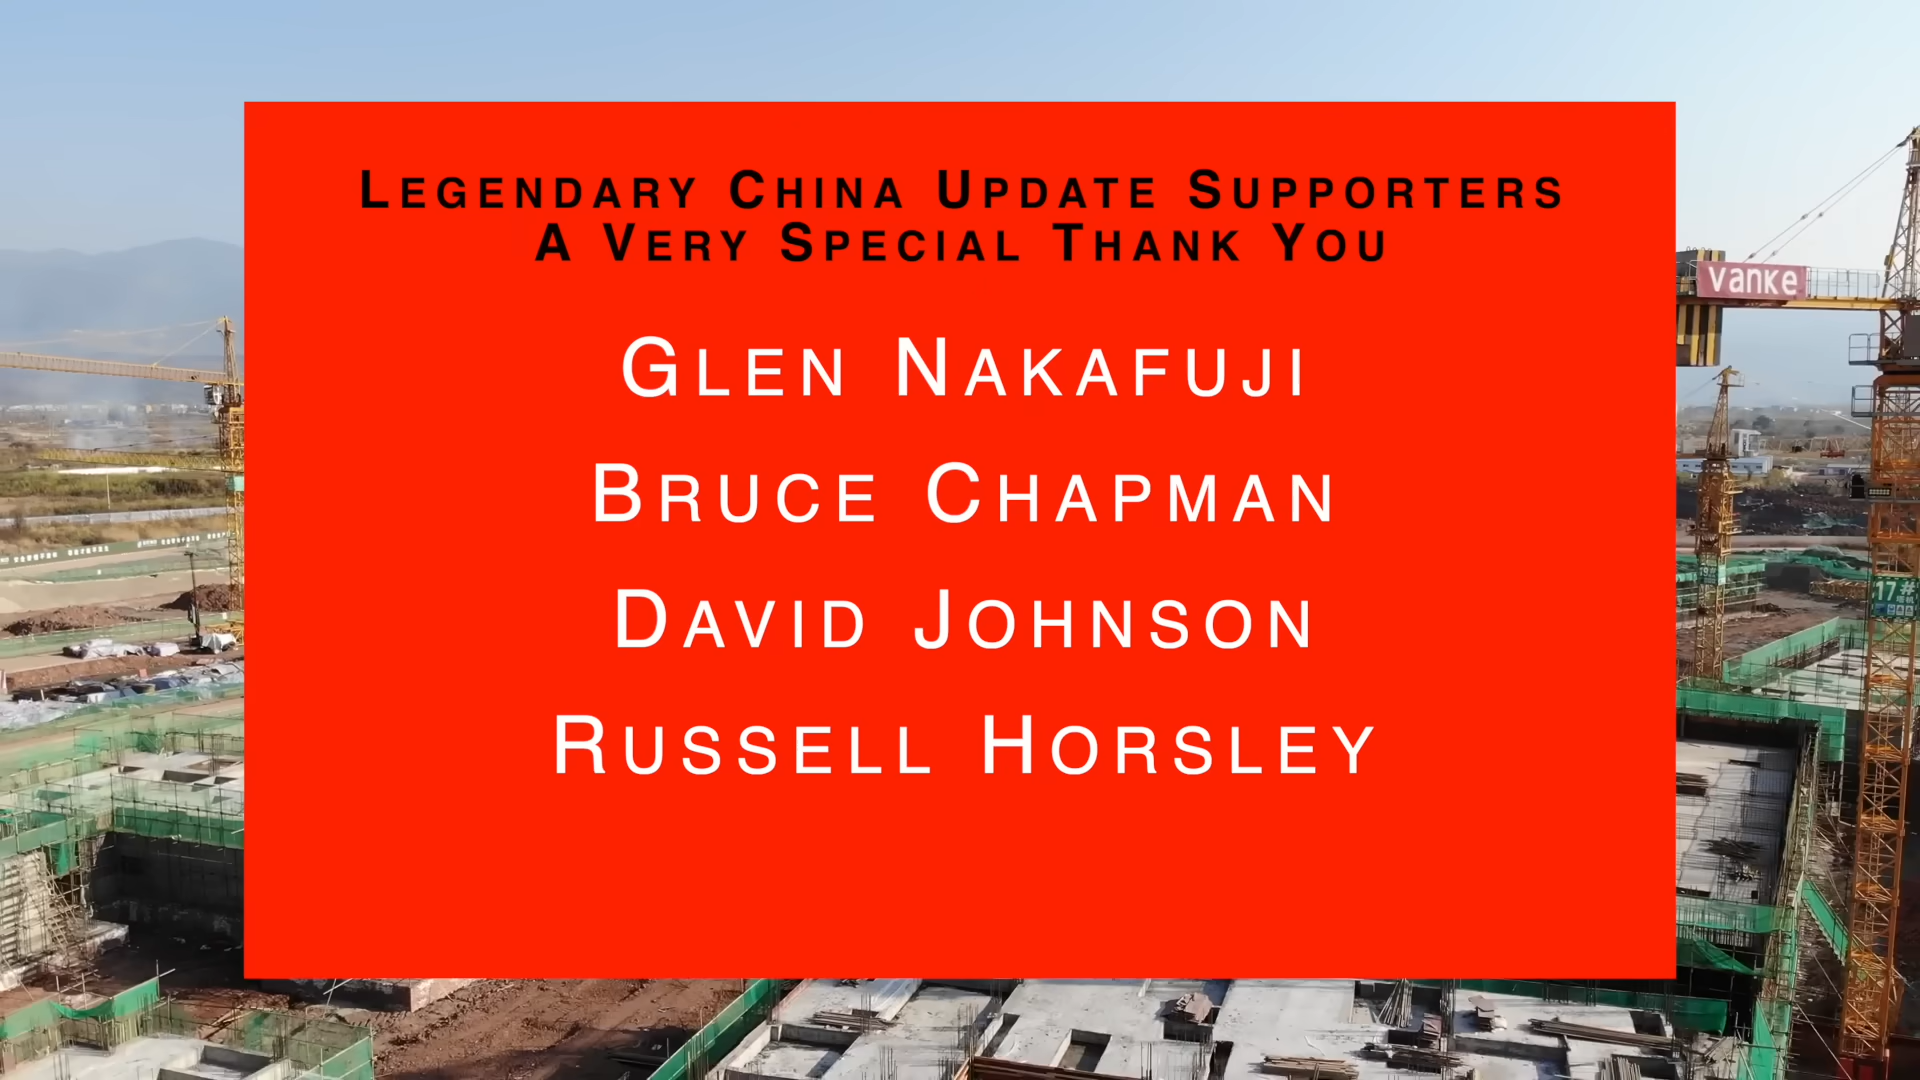 Legendary China Update Supporters
A Very Special Thank You
Glen Nakafuji
Bruce Chapman
David Johnson
Russell Horsley
vanke
17#